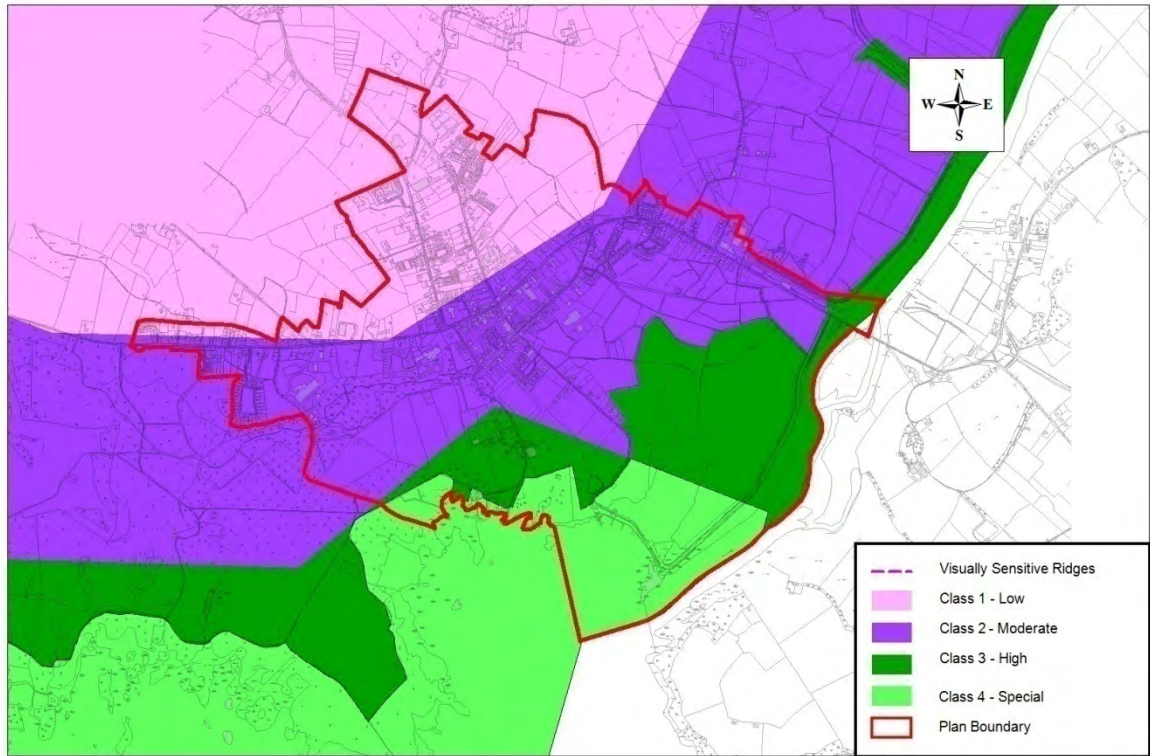 N
W E
S
Visually Sensitive Ridges
Class 1 - Low
Class 2 - Moderate
Class 3 - High
Class 4 - Special
Plan Boundary